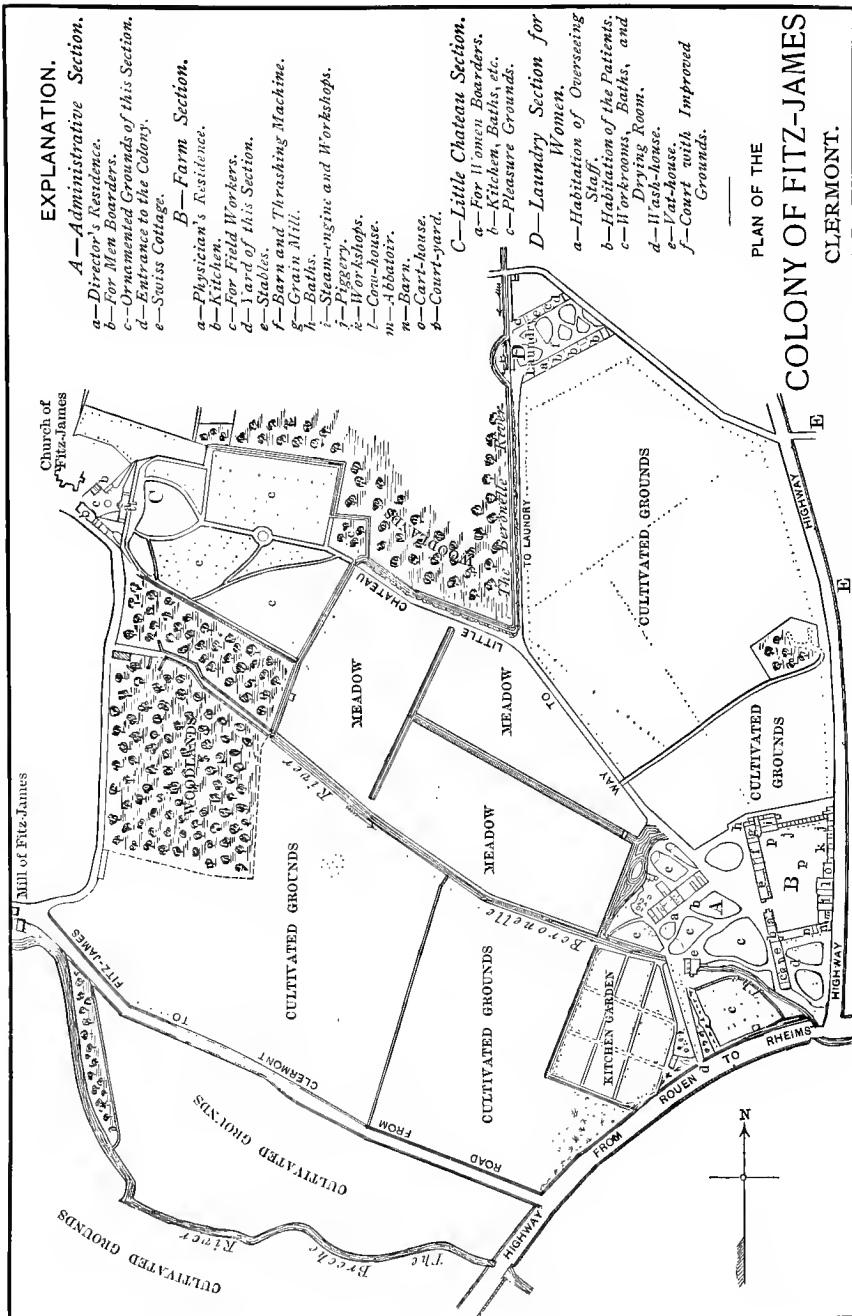 EXPLANATION.
A—Administrative Section.
a—Director's Residence.
b—For Men Boarders.
c—Ornamented Grounds of this Section.
d—Entrance to the Colony.
e—Swiss Cottage.
B—Farm Section.
a—Physician's Residence.
b—Kitchen.
c—For Field Workers.
d—Yard of this Section.
e—Stables.
f—Barn and Thrashing Machine.
g—Grain Mill.
h—Baths.
i—Steam-engine and Workshops.
j—Piggery.
k—Workshops.
l—Cow-house.
m—Abbatoir.
n—Barn.
o—Cart-house.
p—Court-yard.
C—Little Chateau Section.
a—For Women Boarders.
b—Kitchen, Baths, etc.
c—Pleasure Grounds.
D—Laundry Section for
Women.
a—Habitation of Overseeing
Staff.
b—Habitation of the Patients.
c—Workrooms, Baths, and
Drying Room.
d—Wash-house.
e—Vat-house.
f—Court with Improved
Grounds.
PLAN OF THE
COLONY OF FITZ-JAMES
CLERMONT.
Church of
Fitz-James
Mill of Fitz-James
C
c
c
c
WOODLANDS
WOODLANDS
The Beronelle River
TO LAUNDRY
D
Laundry
MEADOW
MEADOW
MEADOW
WAY TO LITTLE CHATEAU
Beronelle River
CULTIVATED GROUNDS
CULTIVATED GROUNDS
CULTIVATED GROUNDS
CULTIVATED
GROUNDS
CULTIVATED GROUNDS
CULTIVATED GROUNDS
KITCHEN GARDEN
ROAD FROM CLERMONT TO FITZ-JAMES
The Breche River
HIGHWAY FROM ROUEN TO RHEIMS
HIGHWAY
HIGHWAY
A
B
E
E
N